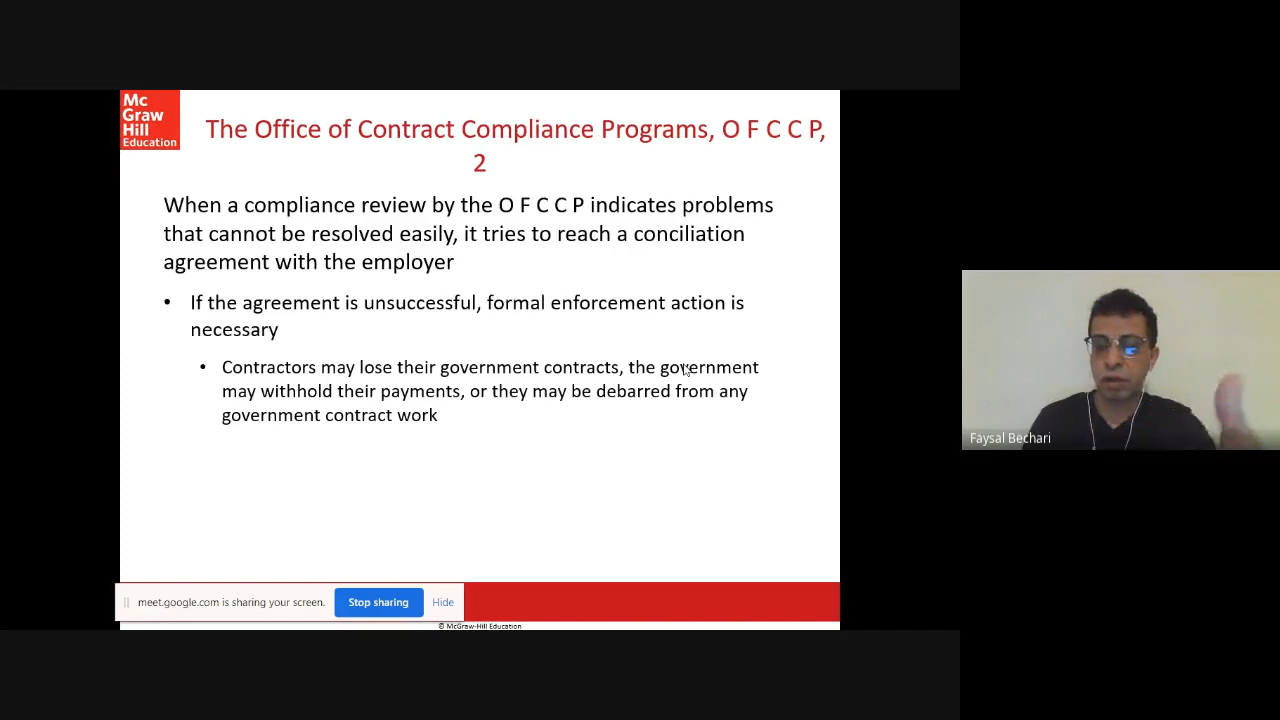 Mc
Graw
Hill
Education
The Office of Contract Compliance Programs, O F C C P,
2
When a compliance review by the O F C C P indicates problems
that cannot be resolved easily, it tries to reach a conciliation
agreement with the employer
• If the agreement is unsuccessful, formal enforcement action is
necessary
• Contractors may lose their government contracts, the government
may withhold their payments, or they may be debarred from any
government contract work
Faysal Bechari
meet.google.com is sharing your screen. Stop sharing Hide
© McGraw-Hill Education